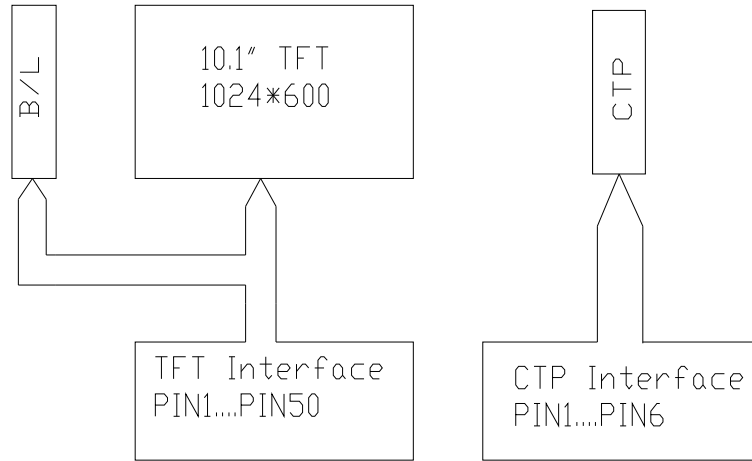 B/L
10.1" TFT
1024*600
CTP
TFT Interface
PIN1....PIN50
CTP Interface
PIN1....PIN6